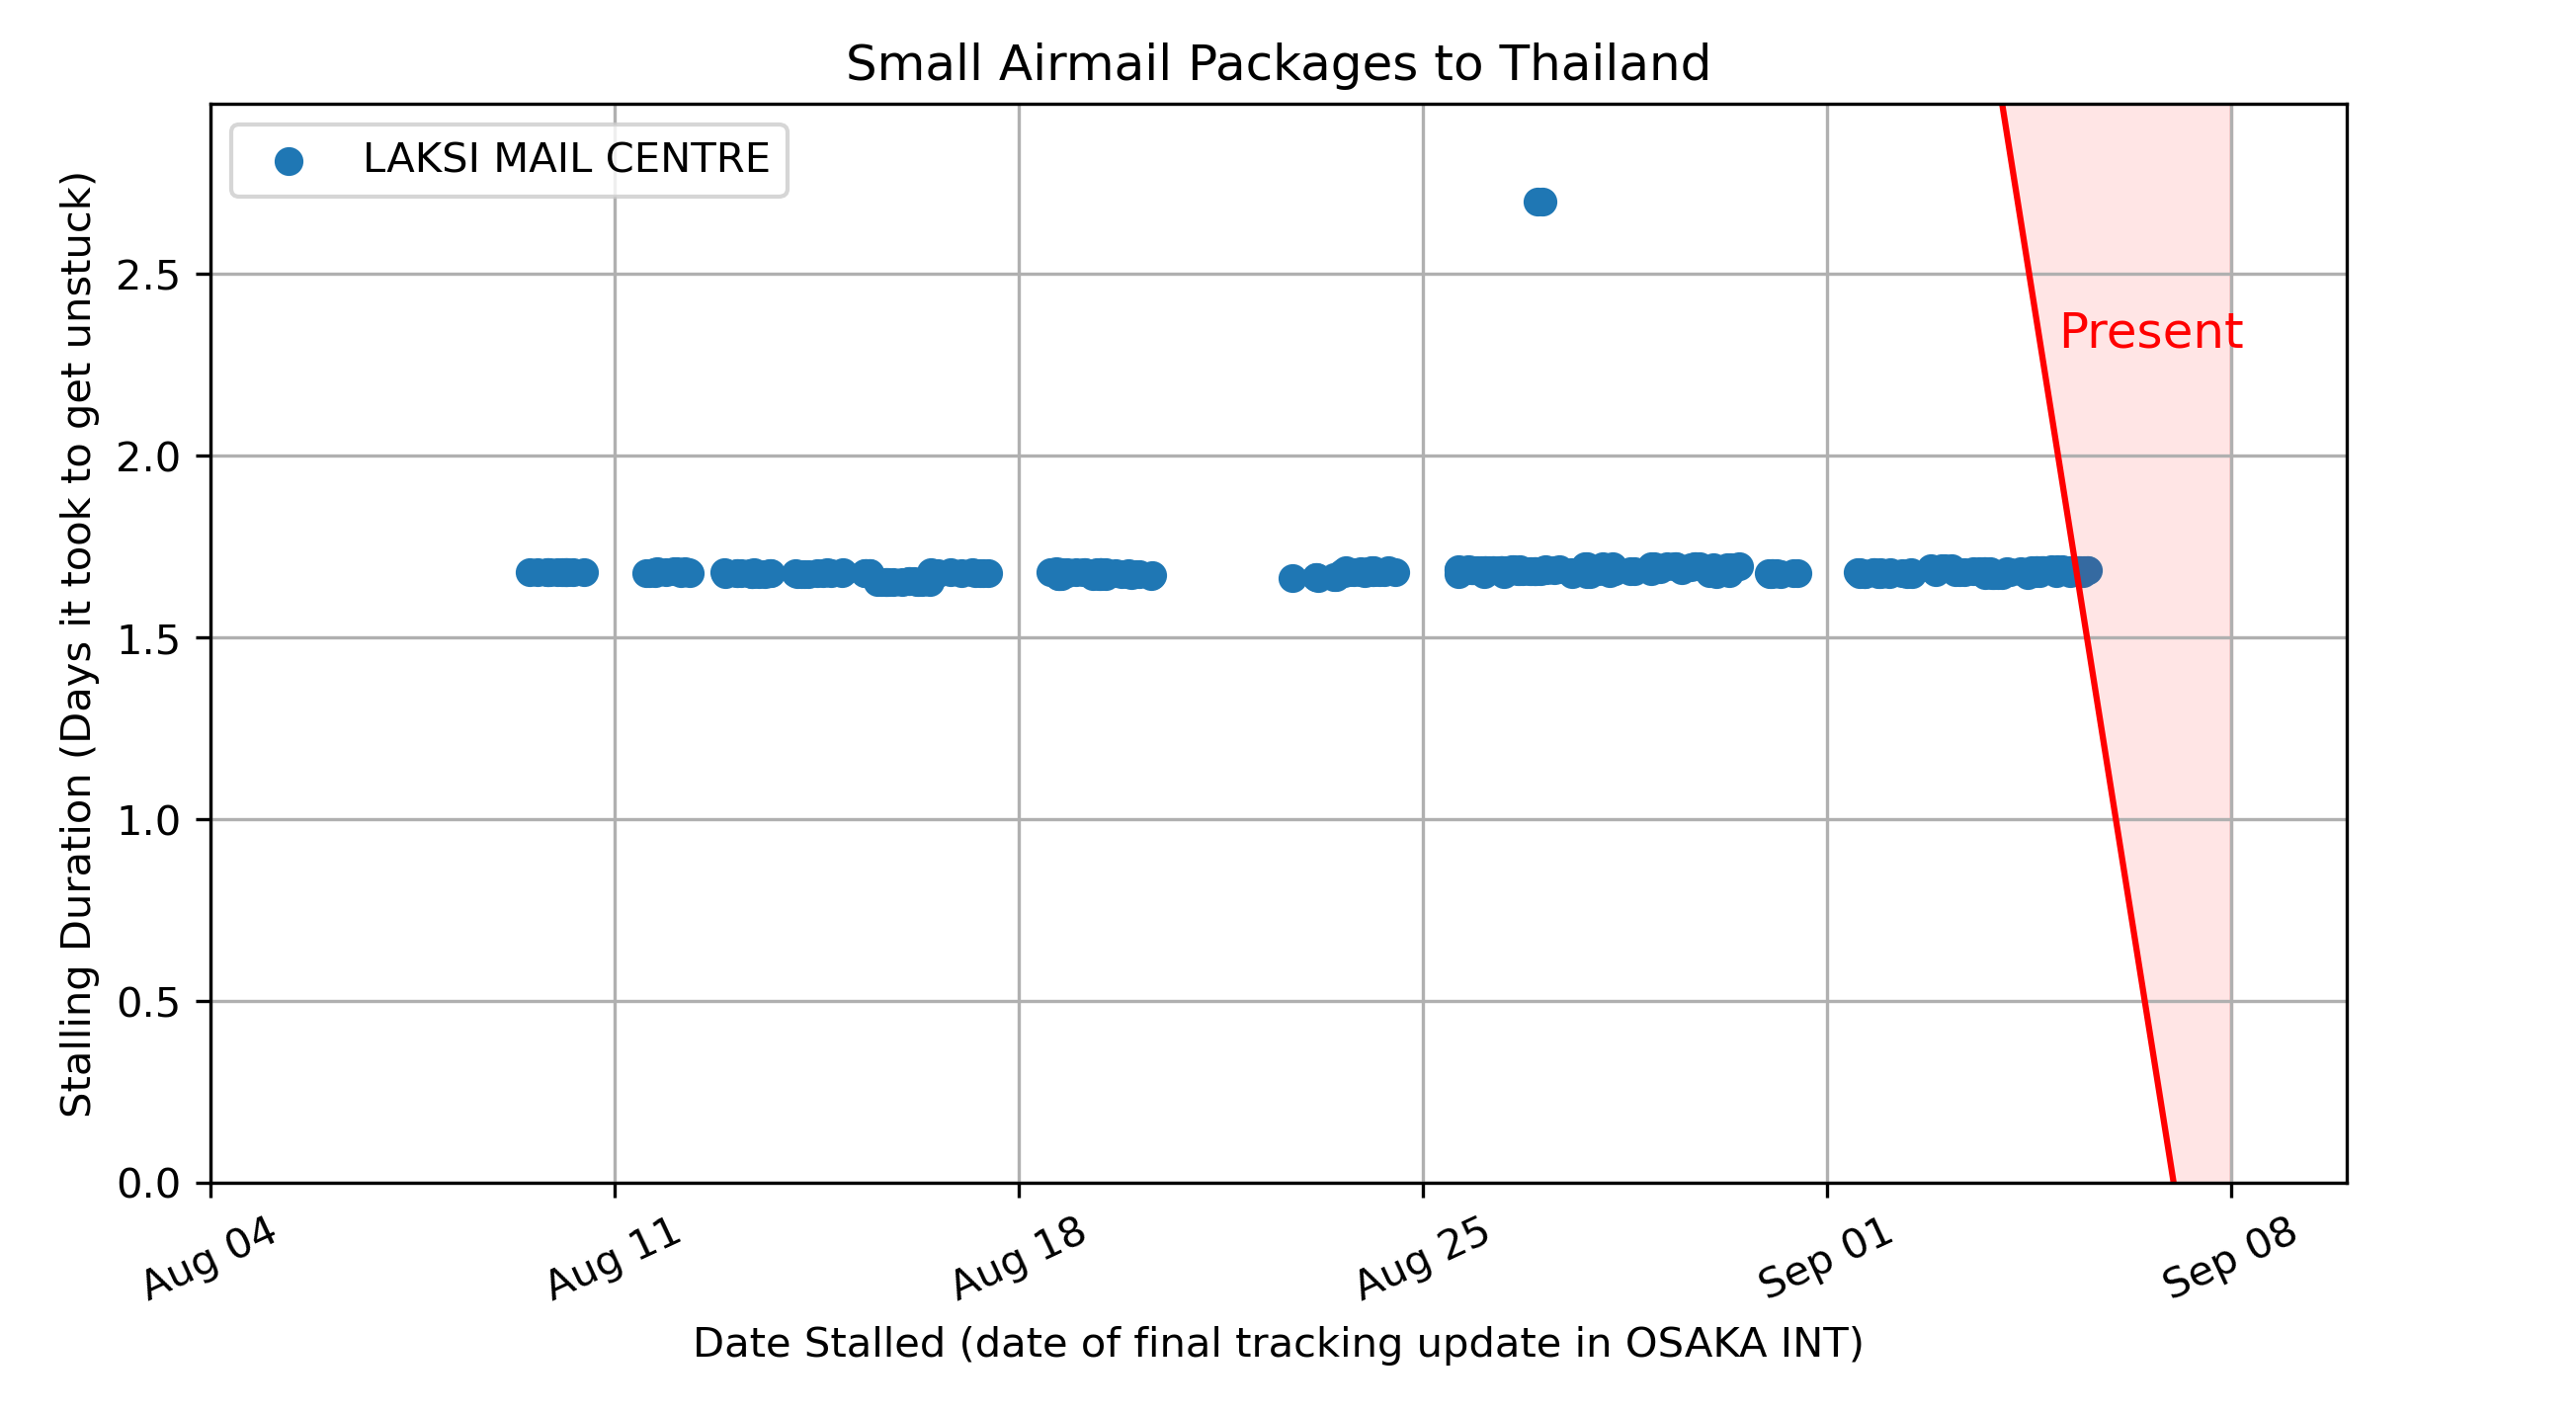 Small Airmail Packages to Thailand
LAKSI MAIL CENTRE
Present
Stalling Duration (Days it took to get unstuck)
2.5
2.0
1.5
1.0
0.5
0.0
Aug 04
Aug 11
Aug 18
Aug 25
Sep 01
Sep 08
Date Stalled (date of final tracking update in OSAKA INT)